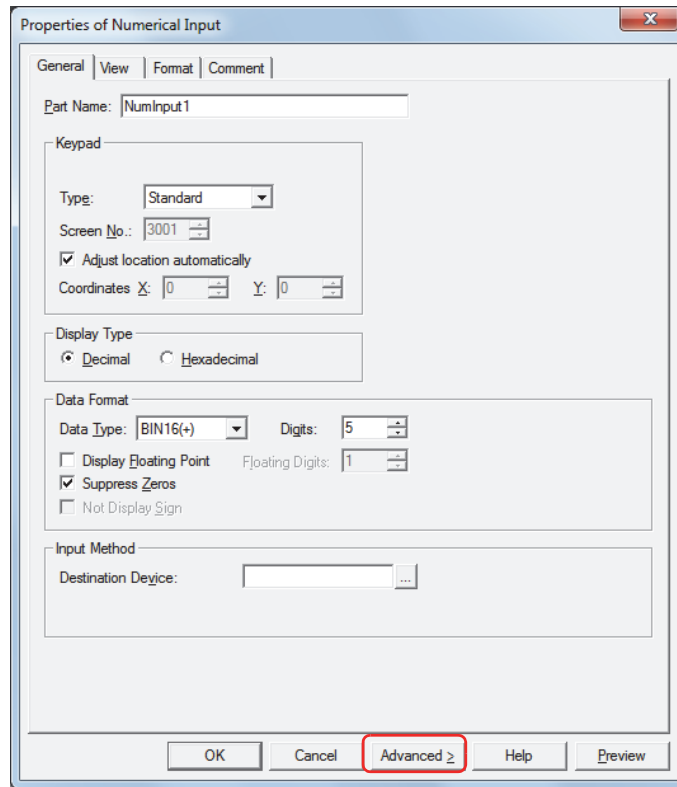 Properties of Numerical Input
General View Format Comment
Part Name: NumInput1
Keypad
Type: Standard
Screen No.: 3001
Adjust location automatically
Coordinates X: 0 Y: 0
Display Type
Decimal Hexadecimal
Data Format
Data Type: BIN16(+) Digits: 5
Display Floating Point Floating Digits: 1
Suppress Zeros
Not Display Sign
Input Method
Destination Device: ...
OK Cancel Advanced > Help Preview